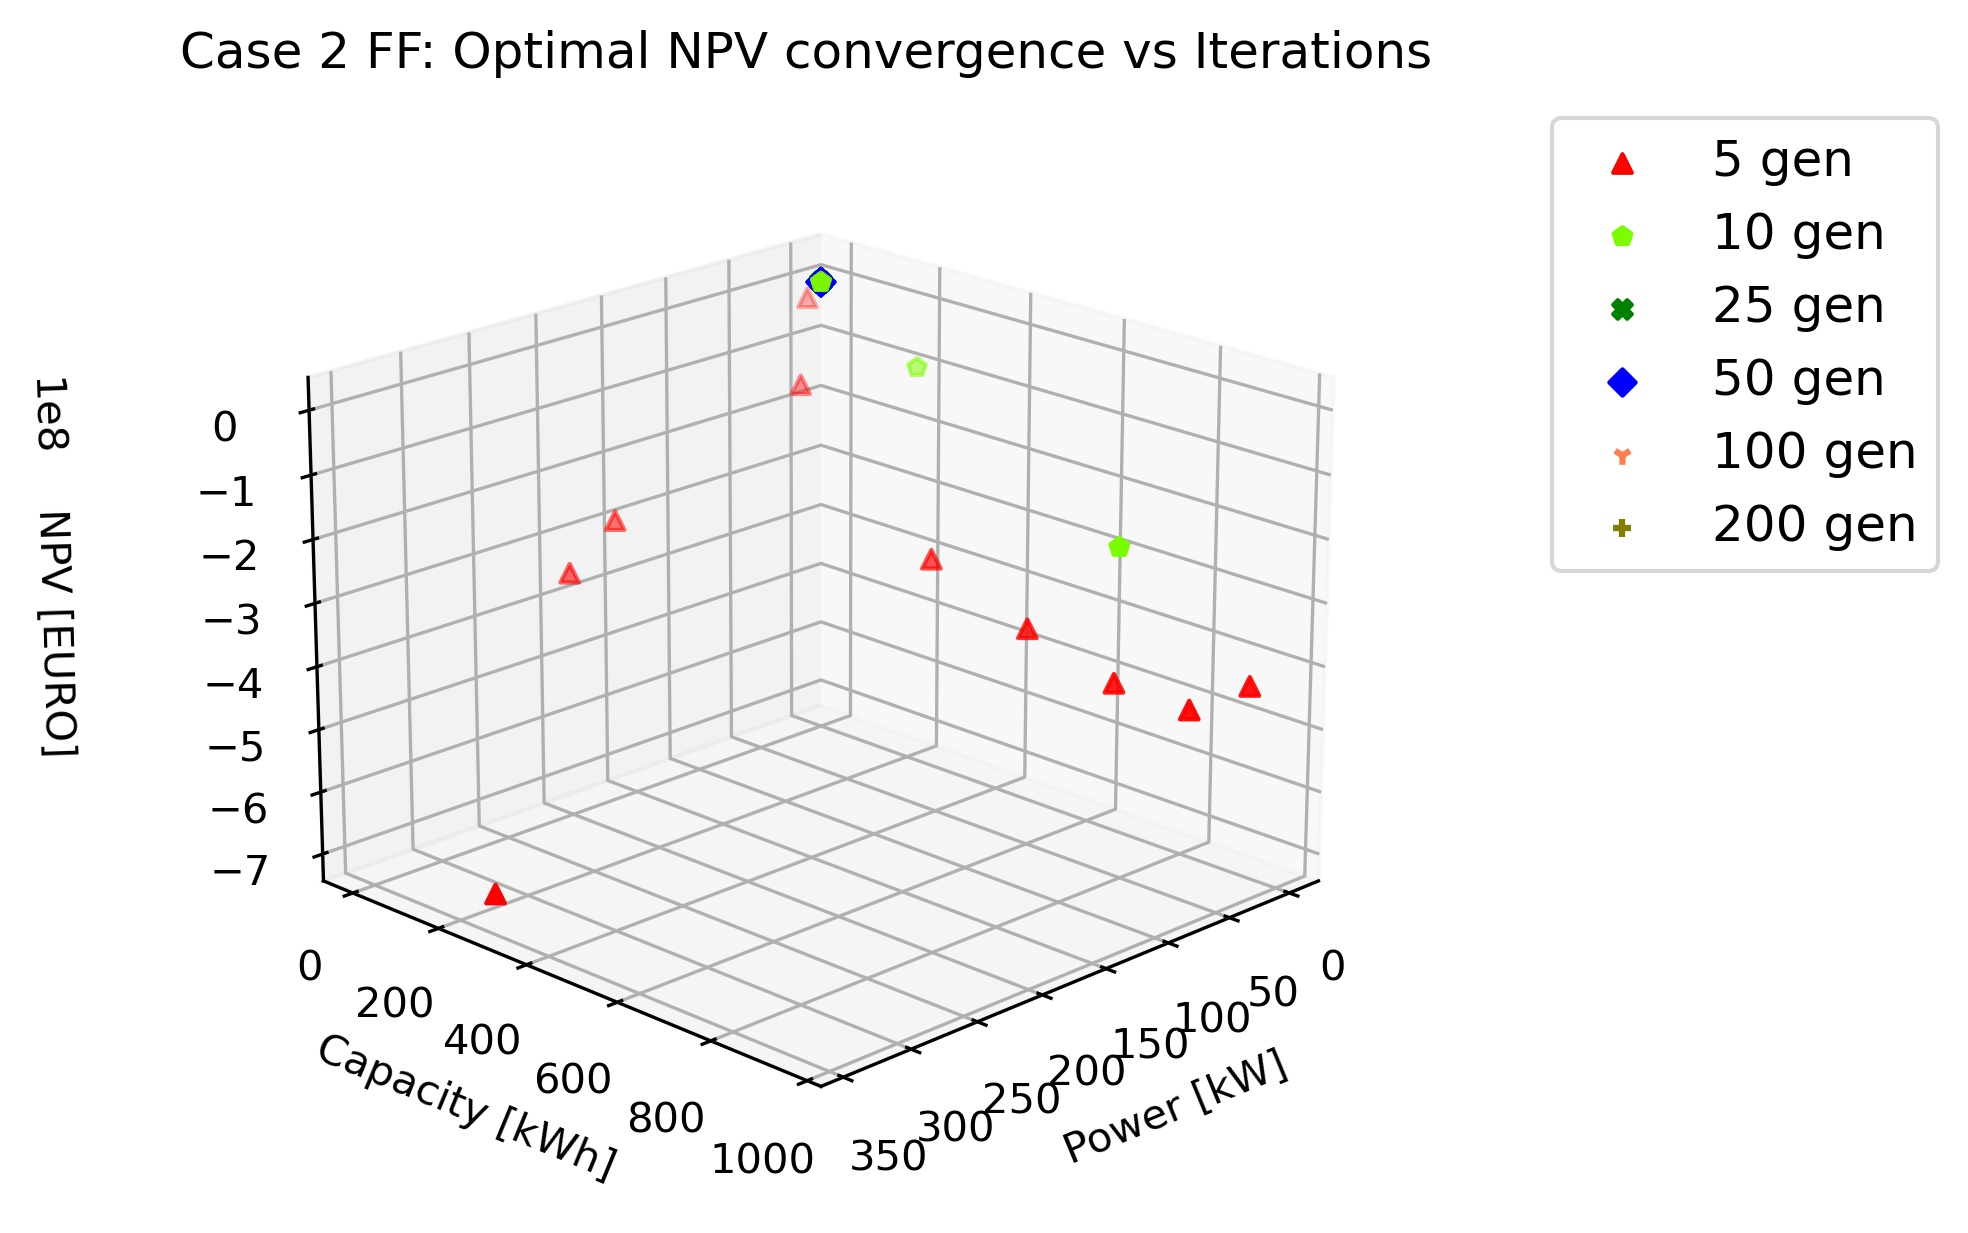 Case 2 FF: Optimal NPV convergence vs Iterations
5 gen
10 gen
25 gen
50 gen
100 gen
200 gen
1e8
NPV [EURO]
0
−1
−2
−3
−4
−5
−6
−7
0
200
400
600
800
1000
Capacity [kWh]
350
300
250
200
150
100
50
0
Power [kW]